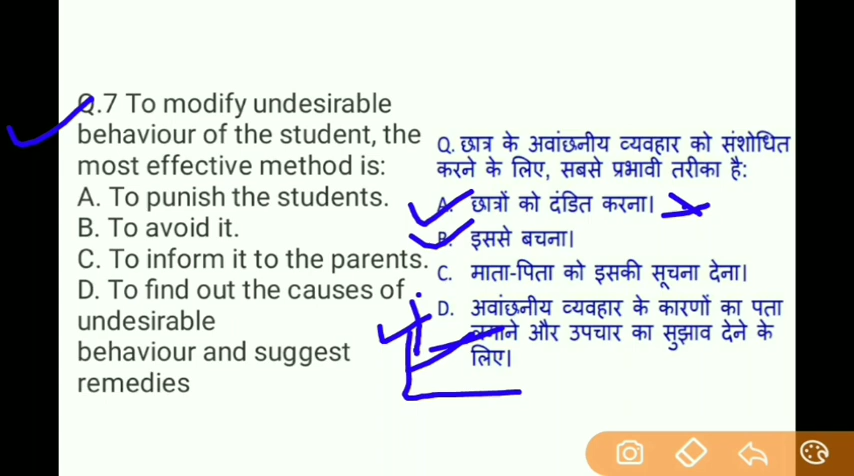 Q.7 To modify undesirable
behaviour of the student, the
most effective method is:
A. To punish the students.
B. To avoid it.
C. To inform it to the parents.
D. To find out the causes of
undesirable
behaviour and suggest
remedies
Q. छात्र के अवांछनीय व्यवहार को संशोधित
करने के लिए, सबसे प्रभावी तरीका है:
A. छात्रों को दंडित करना।
B. इससे बचना।
C. माता-पिता को इसकी सूचना देना।
D. अवांछनीय व्यवहार के कारणों का पता
लगाने और उपचार का सुझाव देने के
लिए।